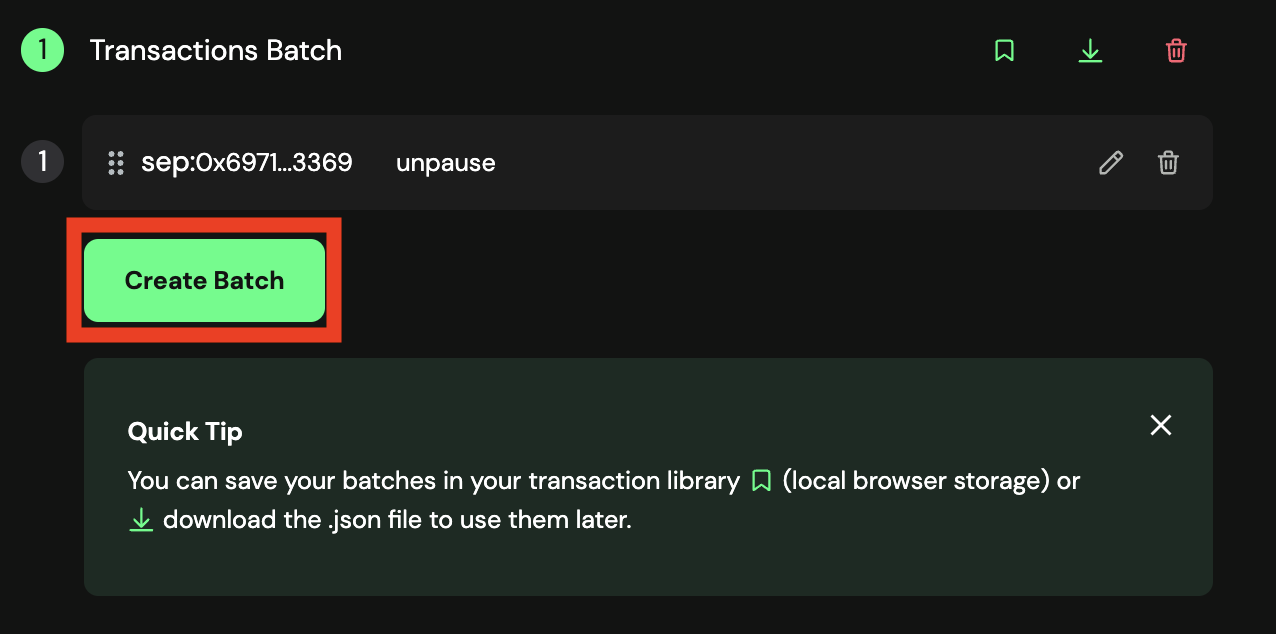 1 Transactions Batch
1 sep:0x6971...3369 unpause
Create Batch
Quick Tip
You can save your batches in your transaction library (local browser storage) or
download the .json file to use them later.